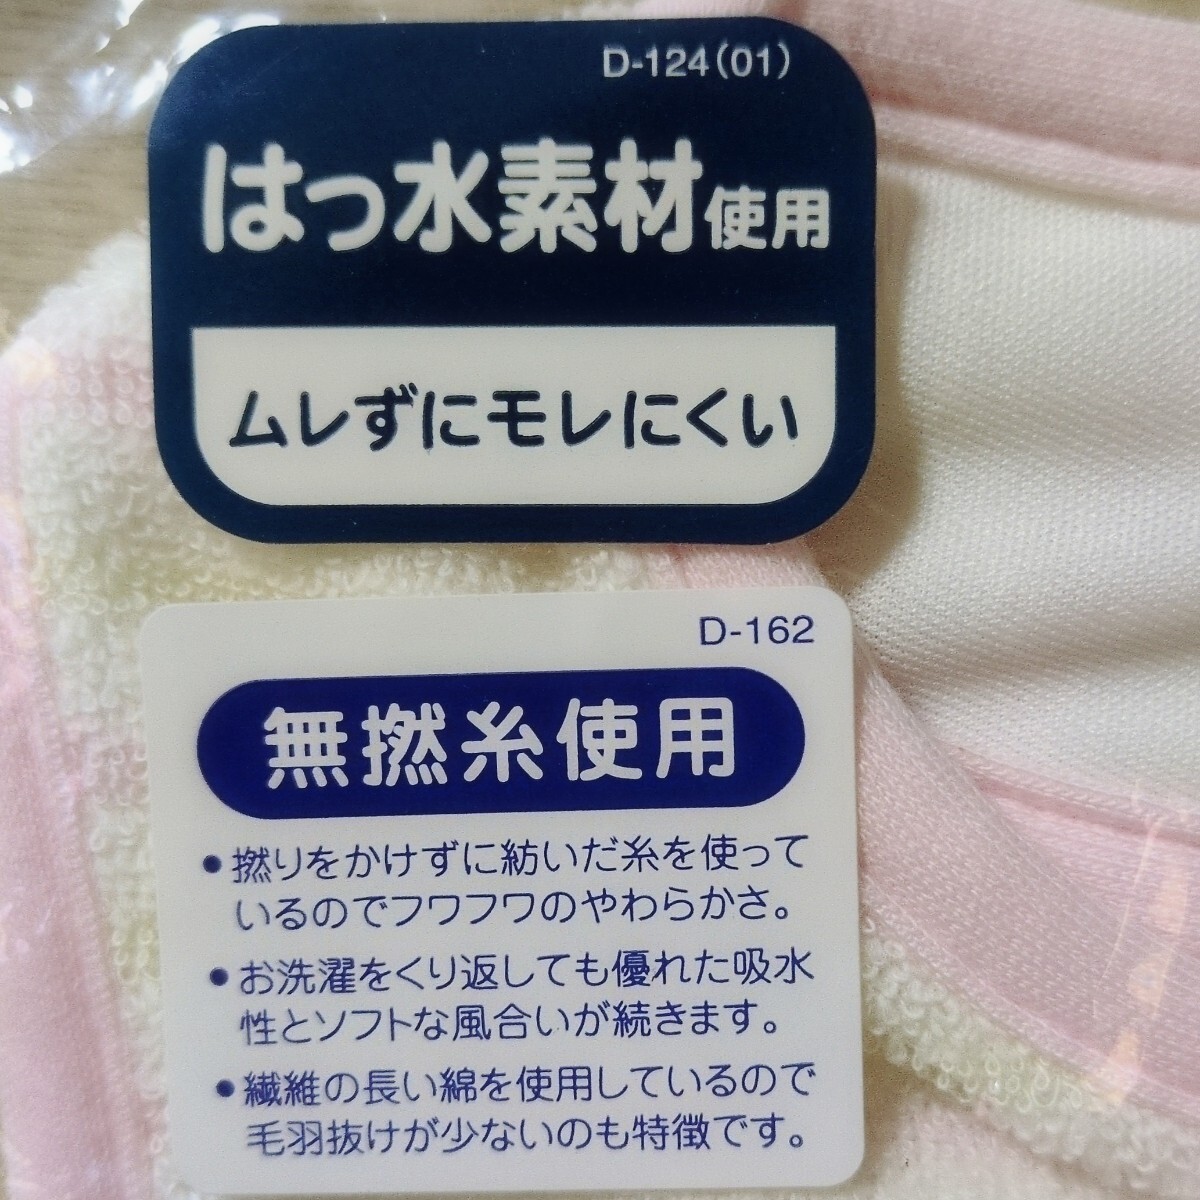 D-124(01)
はっ水素材使用
ムレずにモレにくい
D-162
無撚糸使用
•撚りをかけずに紡いだ糸を使って
いるのでフワフワのやわらかさ。
•お洗濯をくり返しても優れた吸水
性とソフトな風合いが続きます。
•繊維の長い綿を使用しているので
毛羽抜けが少ないのも特徴です。